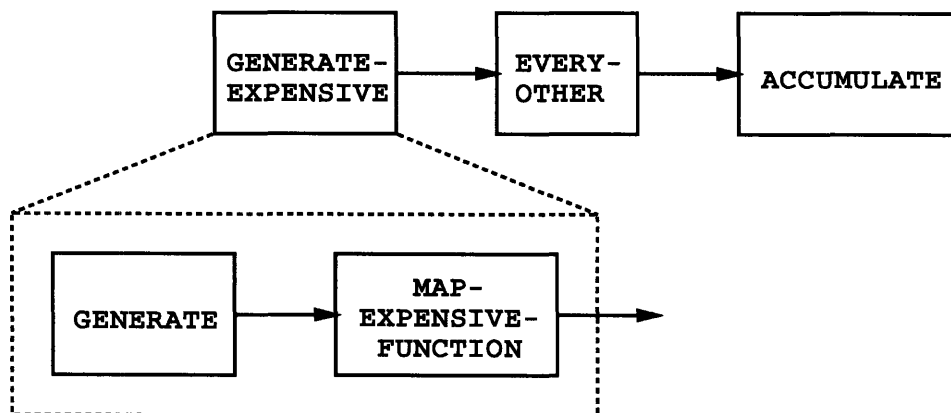 GENERATE-
EXPENSIVE
EVERY-
OTHER
ACCUMULATE
GENERATE
MAP-
EXPENSIVE-
FUNCTION